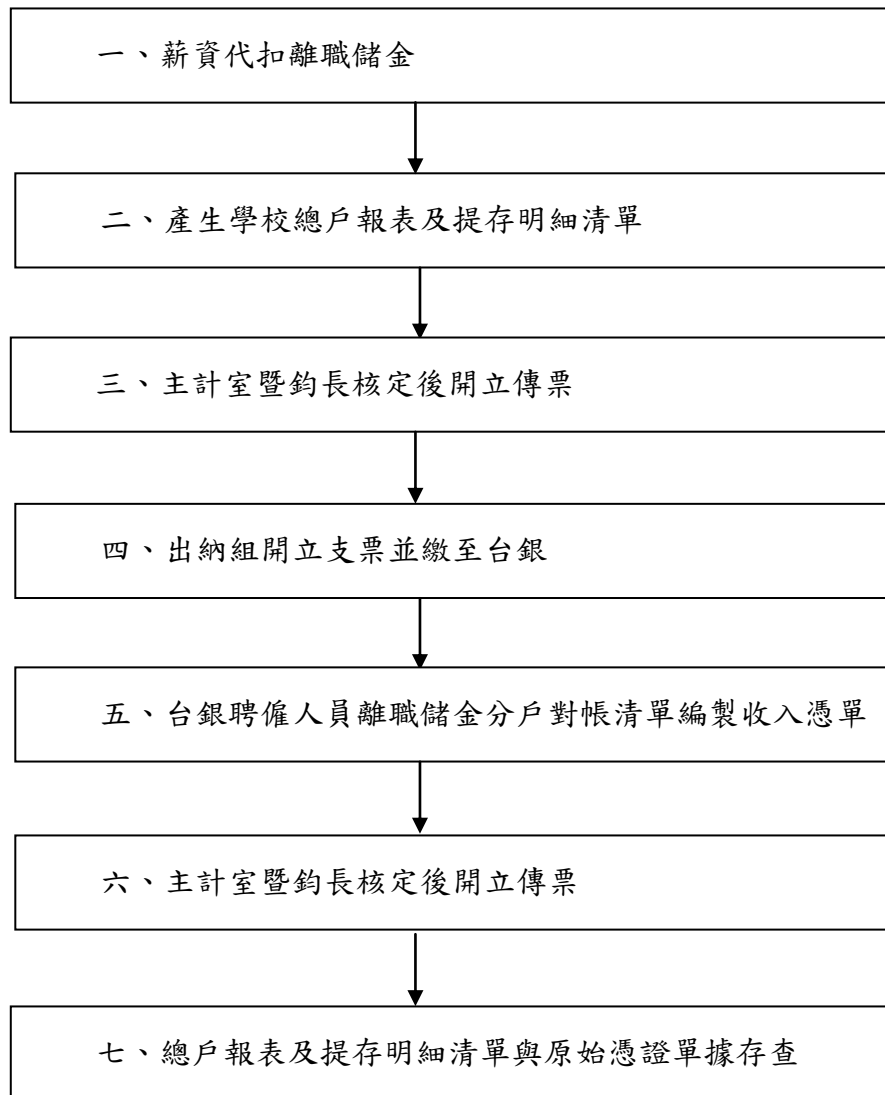 一、薪資代扣離職儲金
二、產生學校總戶報表及提存明細清單
三、主計室暨鈞長核定後開立傳票
四、出納組開立支票並繳至台銀
五、台銀聘僱人員離職儲金分戶對帳清單編製收入憑單
六、主計室暨鈞長核定後開立傳票
七、總戶報表及提存明細清單與原始憑證單據存查